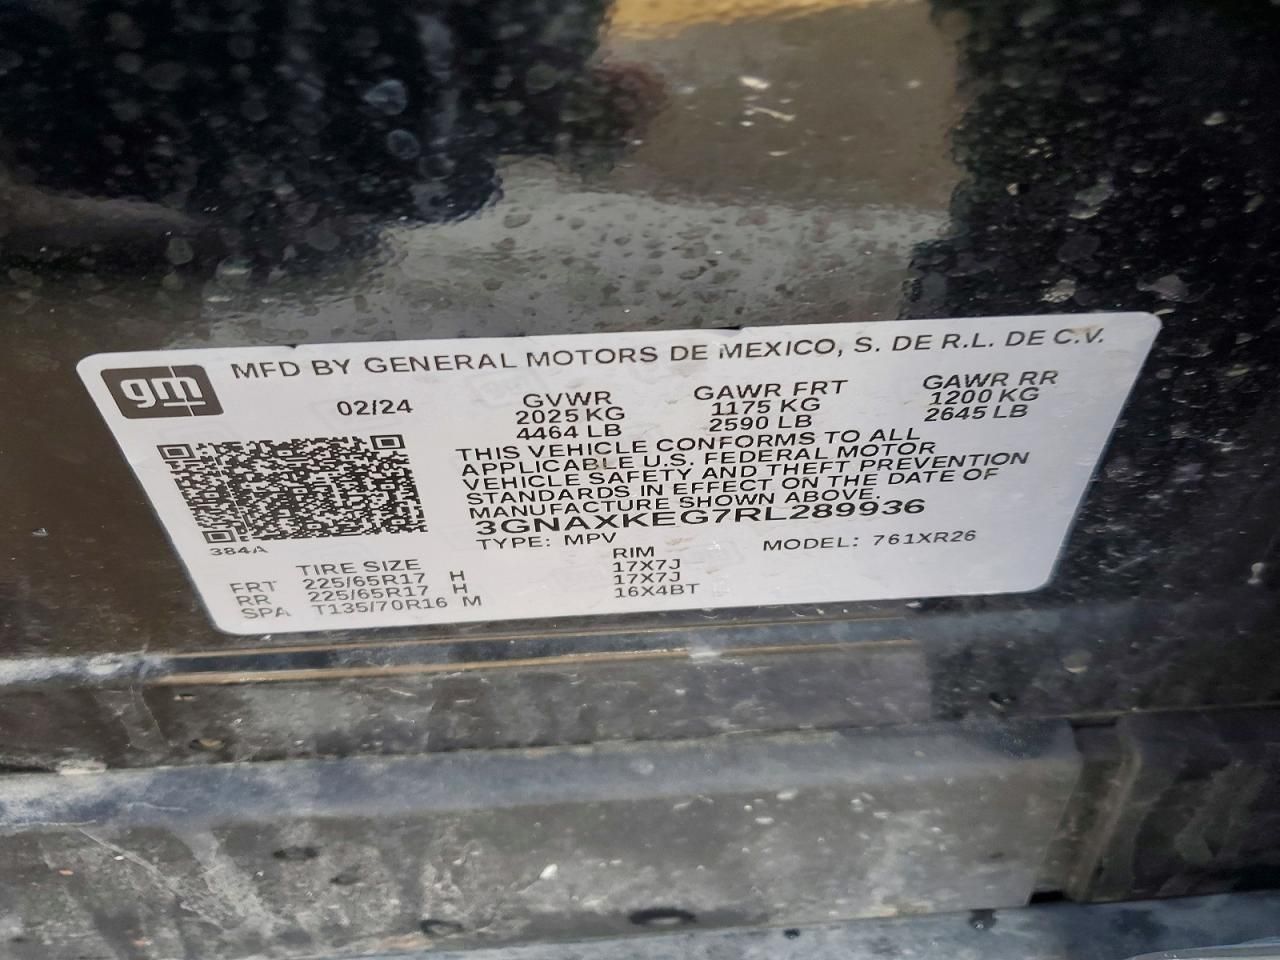 gm
MFD BY GENERAL MOTORS DE MEXICO, S. DE R.L. DE C.V.
02/24
GVWR
2025 KG
4464 LB
GAWR FRT
1175 KG
2590 LB
GAWR RR
1200 KG
2645 LB
THIS VEHICLE CONFORMS TO ALL
APPLICABLE U.S. FEDERAL MOTOR
VEHICLE SAFETY AND THEFT PREVENTION
STANDARDS IN EFFECT ON THE DATE OF
MANUFACTURE SHOWN ABOVE.
3GNAXKEG7RL289936
TYPE: MPV MODEL: 761XR26
384A
TIRE SIZE RIM
FRT 225/65R17 H 17X7J
RR 225/65R17 H 17X7J
SPA T135/70R16 M 16X4BT